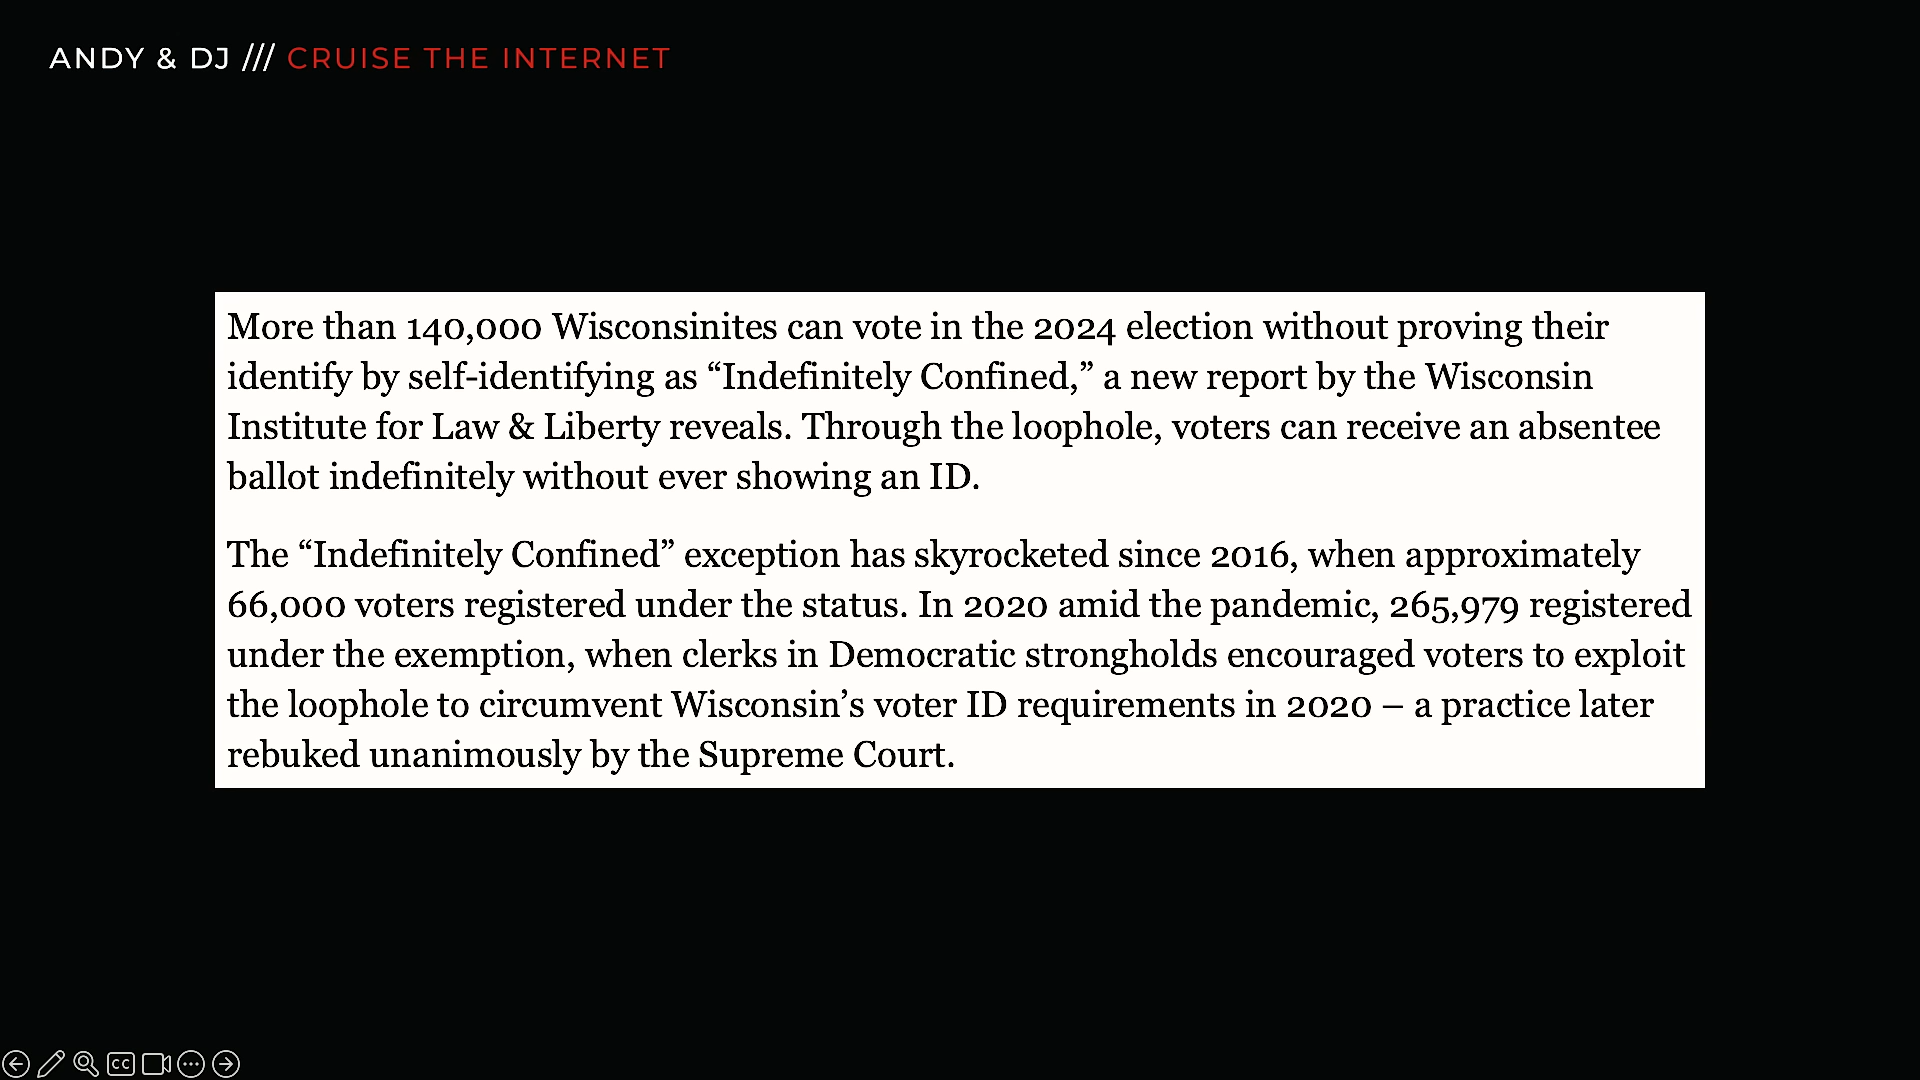 ANDY & DJ /// CRUISE THE INTERNET
More than 140,000 Wisconsinites can vote in the 2024 election without proving their
identify by self-identifying as “Indefinitely Confined,” a new report by the Wisconsin
Institute for Law & Liberty reveals. Through the loophole, voters can receive an absentee
ballot indefinitely without ever showing an ID.
The “Indefinitely Confined” exception has skyrocketed since 2016, when approximately
66,000 voters registered under the status. In 2020 amid the pandemic, 265,979 registered
under the exemption, when clerks in Democratic strongholds encouraged voters to exploit
the loophole to circumvent Wisconsin’s voter ID requirements in 2020 – a practice later
rebuked unanimously by the Supreme Court.
CC